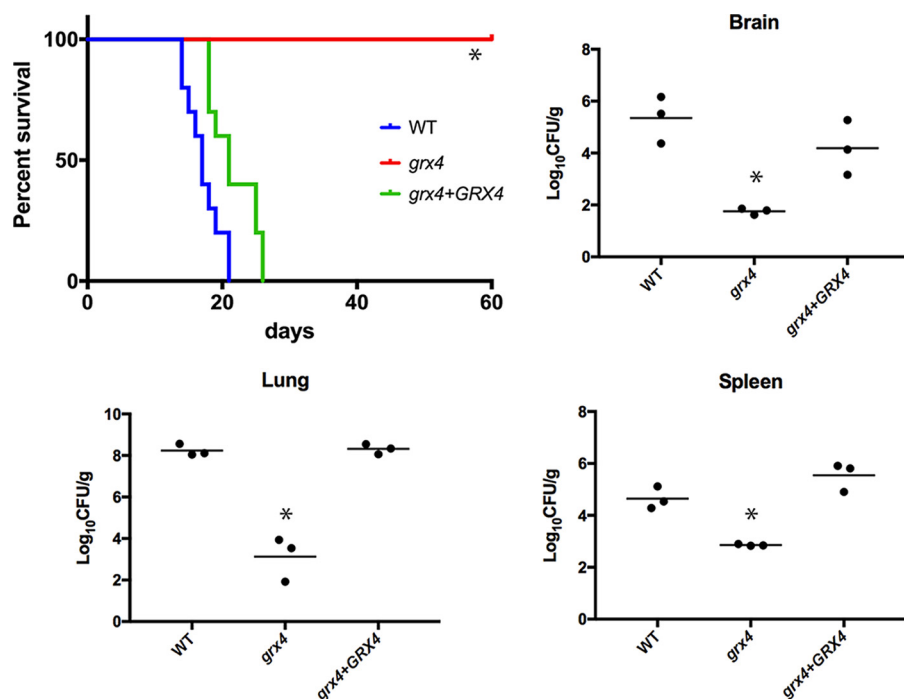 Percent survival
100
50
0
0
20
40
60
days
*
WT
grx4
grx4+GRX4
Brain
Log₁₀CFU/g
8
6
4
2
0
*
WT
grx4
grx4+GRX4
Lung
Log₁₀CFU/g
10
8
6
4
2
0
*
WT
grx4
grx4+GRX4
Spleen
Log₁₀CFU/g
8
6
4
2
0
*
WT
grx4
grx4+GRX4